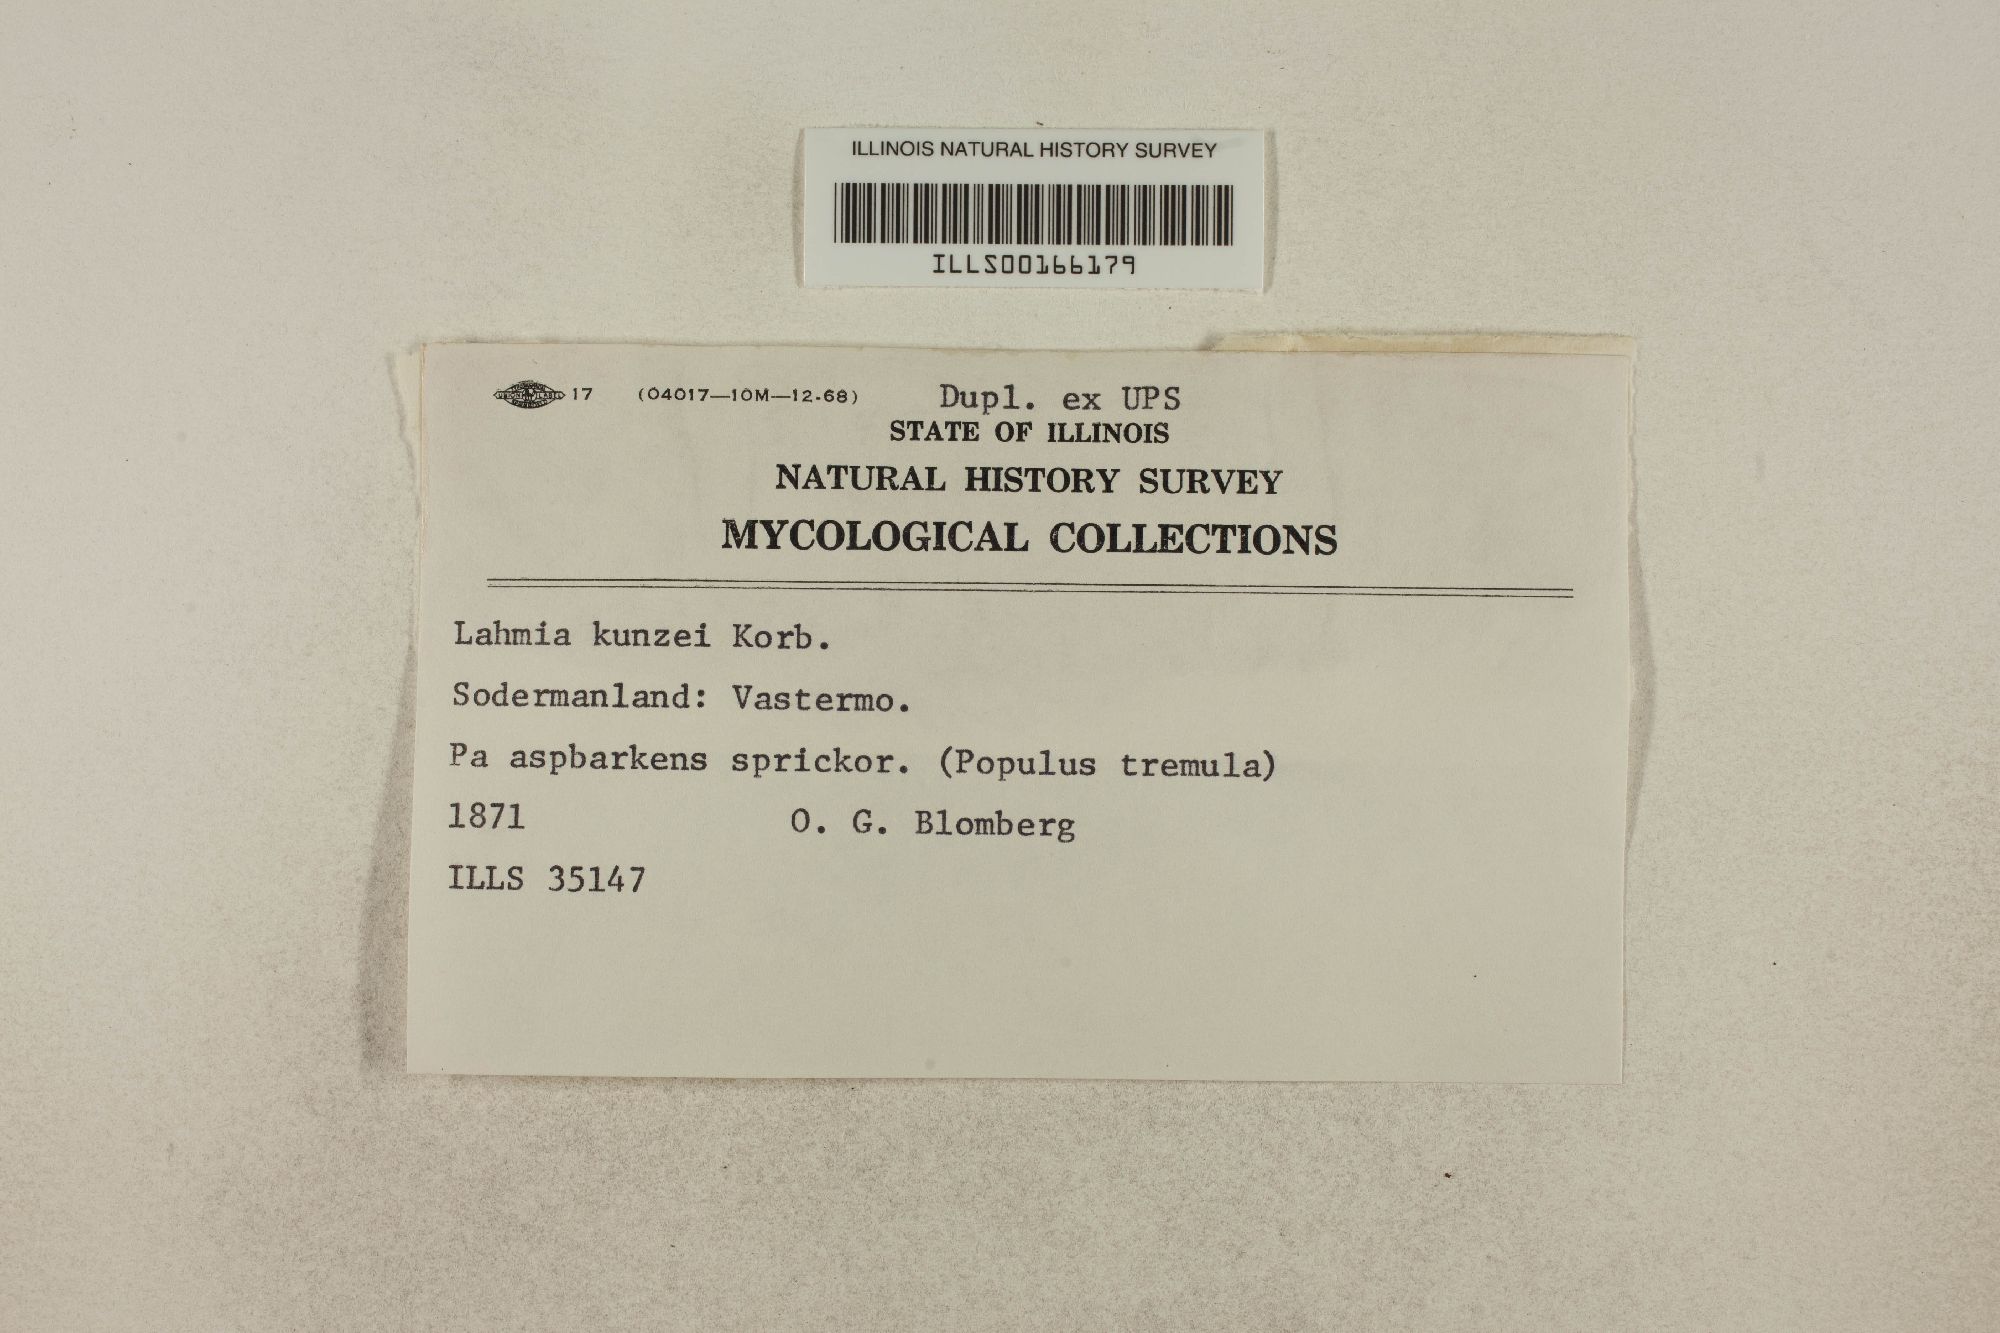 ILLINOIS NATURAL HISTORY SURVEY
ILLS00166179
17 (04017—10M—12-68) Dupl. ex UPS
STATE OF ILLINOIS
NATURAL HISTORY SURVEY
MYCOLOGICAL COLLECTIONS
Lahmia kunzei Korb.
Sodermanland: Vastermo.
Pa aspbarkens sprickor. (Populus tremula)
1871 O. G. Blomberg
ILLS 35147